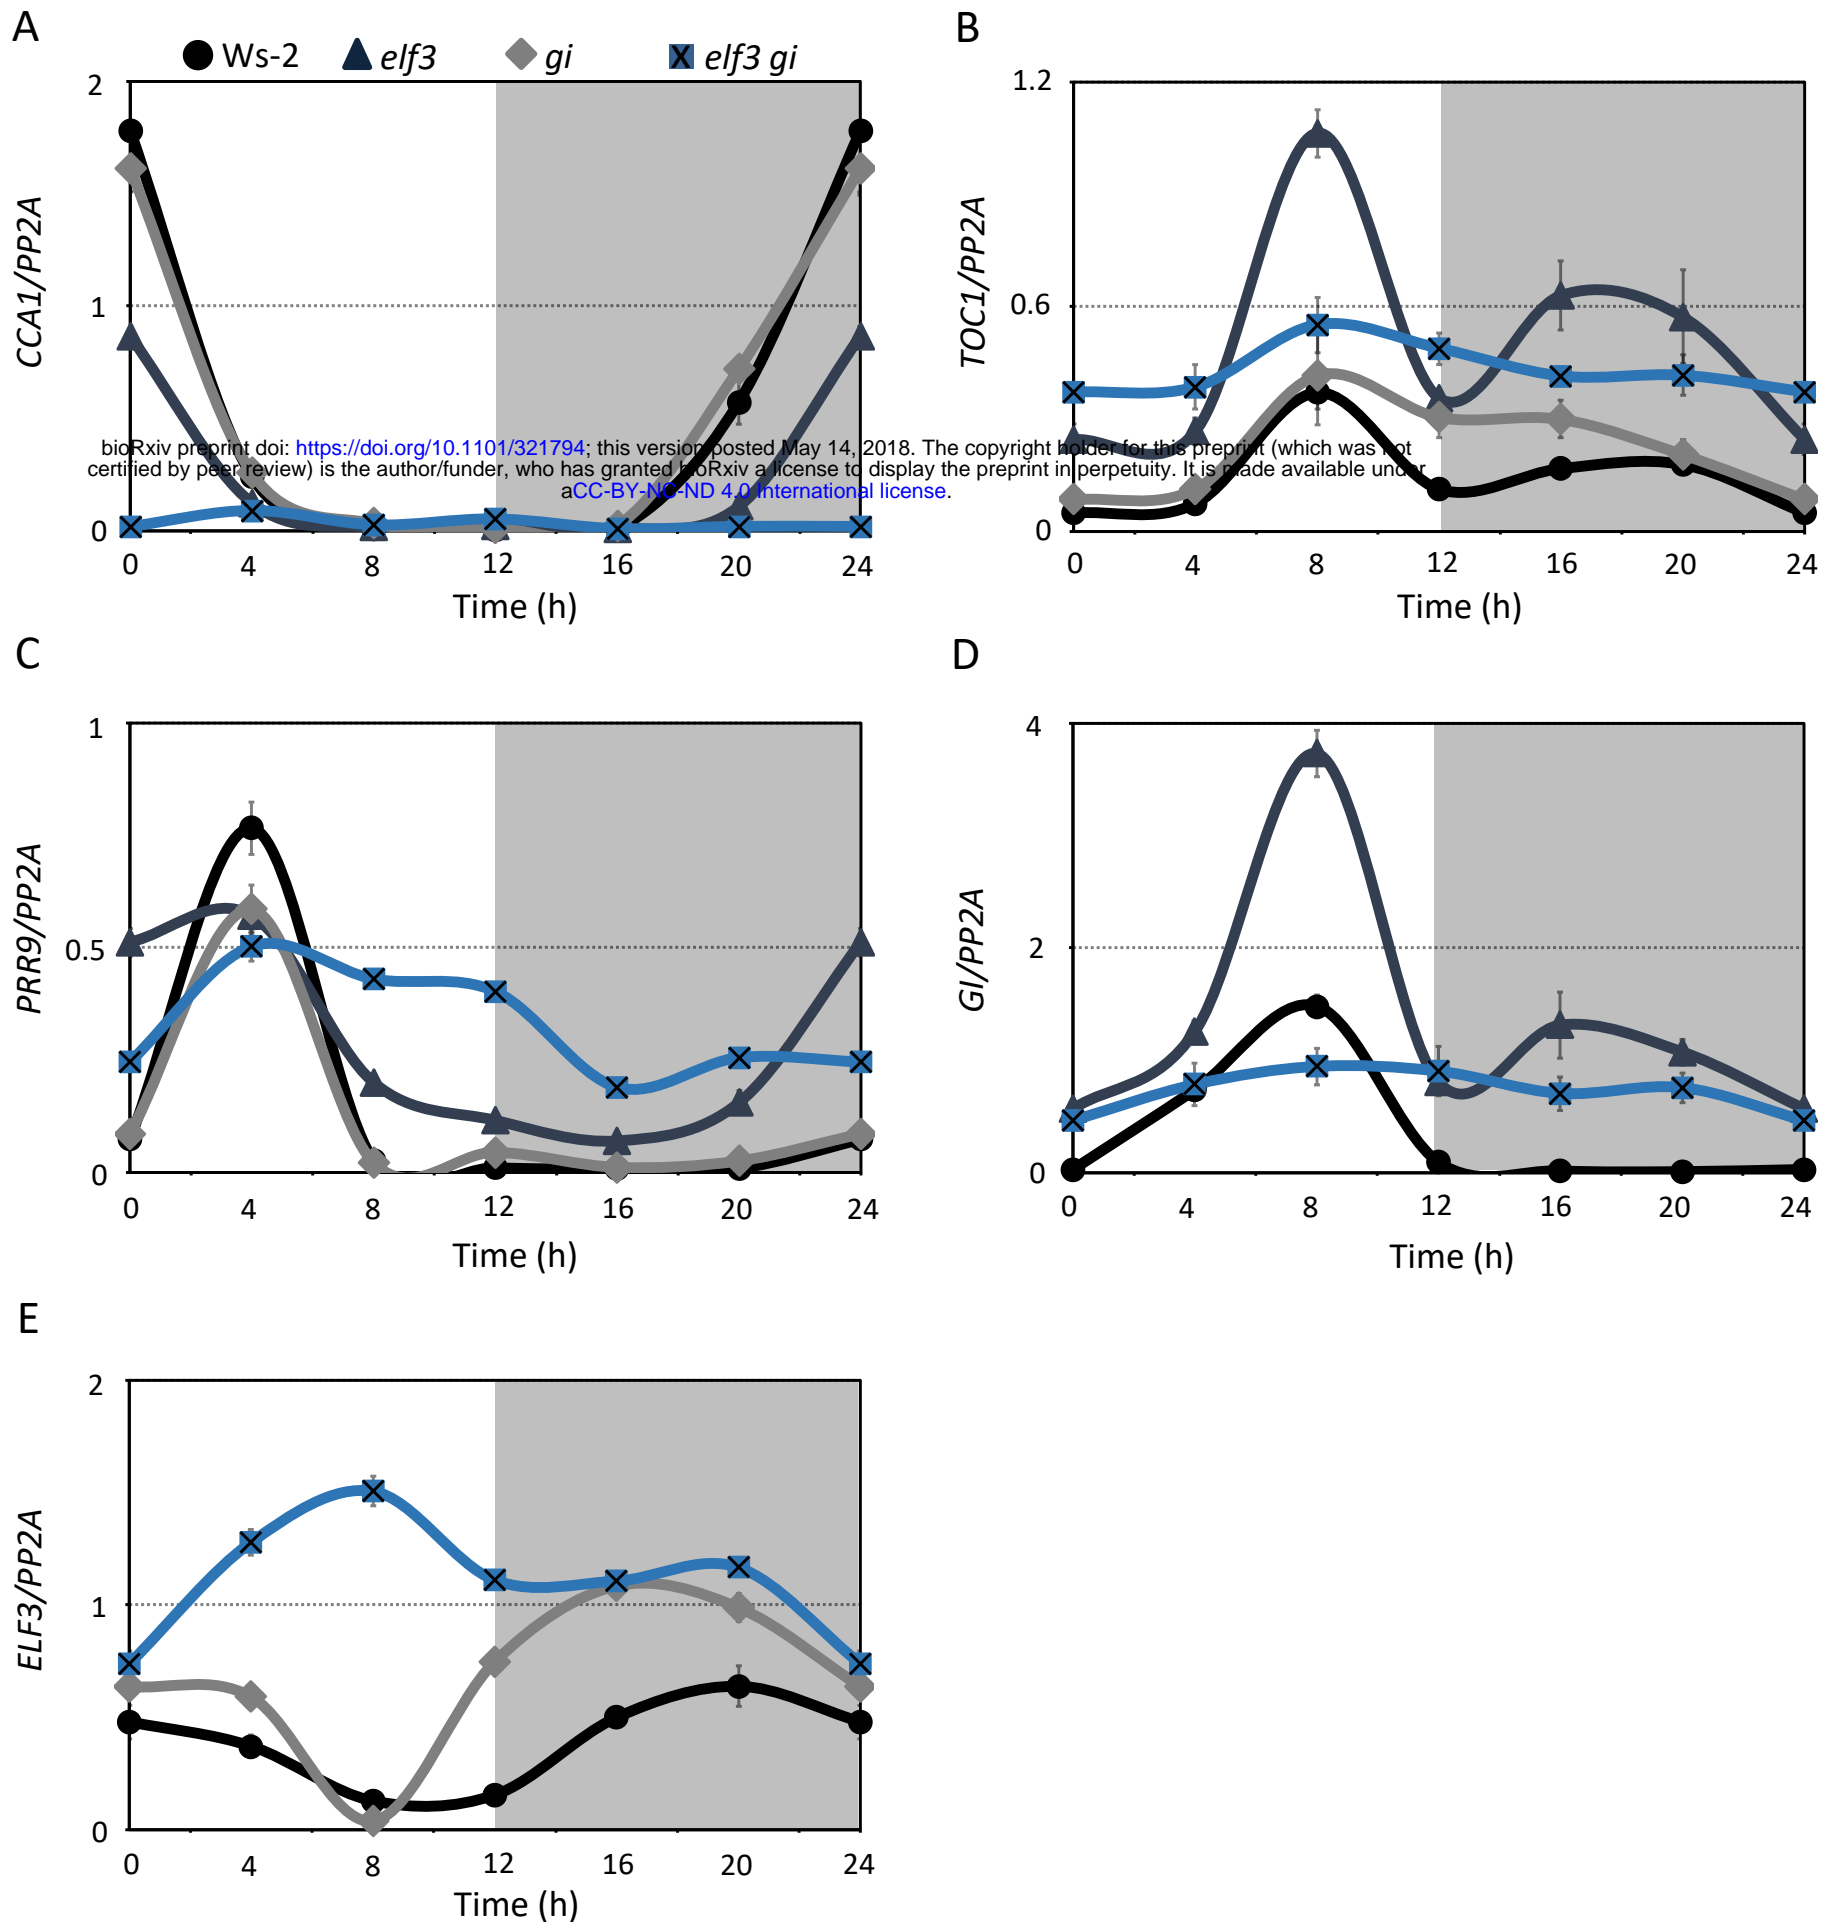 A
Ws-2 elf3 gi elf3 gi
2
1
0
CCA1/PP2A
0 4 8 12 16 20 24
Time (h)
B
1.2
0.6
0
TOC1/PP2A
0 4 8 12 16 20 24
Time (h)
bioRxiv preprint doi: https://doi.org/10.1101/321794; this version posted May 14, 2018. The copyright holder for this preprint (which was not
certified by peer review) is the author/funder, who has granted bioRxiv a license to display the preprint in perpetuity. It is made available under
aCC-BY-NC-ND 4.0 International license.
C
1
0.5
0
PRR9/PP2A
0 4 8 12 16 20 24
Time (h)
D
4
2
0
GI/PP2A
0 4 8 12 16 20 24
Time (h)
E
2
1
0
ELF3/PP2A
0 4 8 12 16 20 24
Time (h)